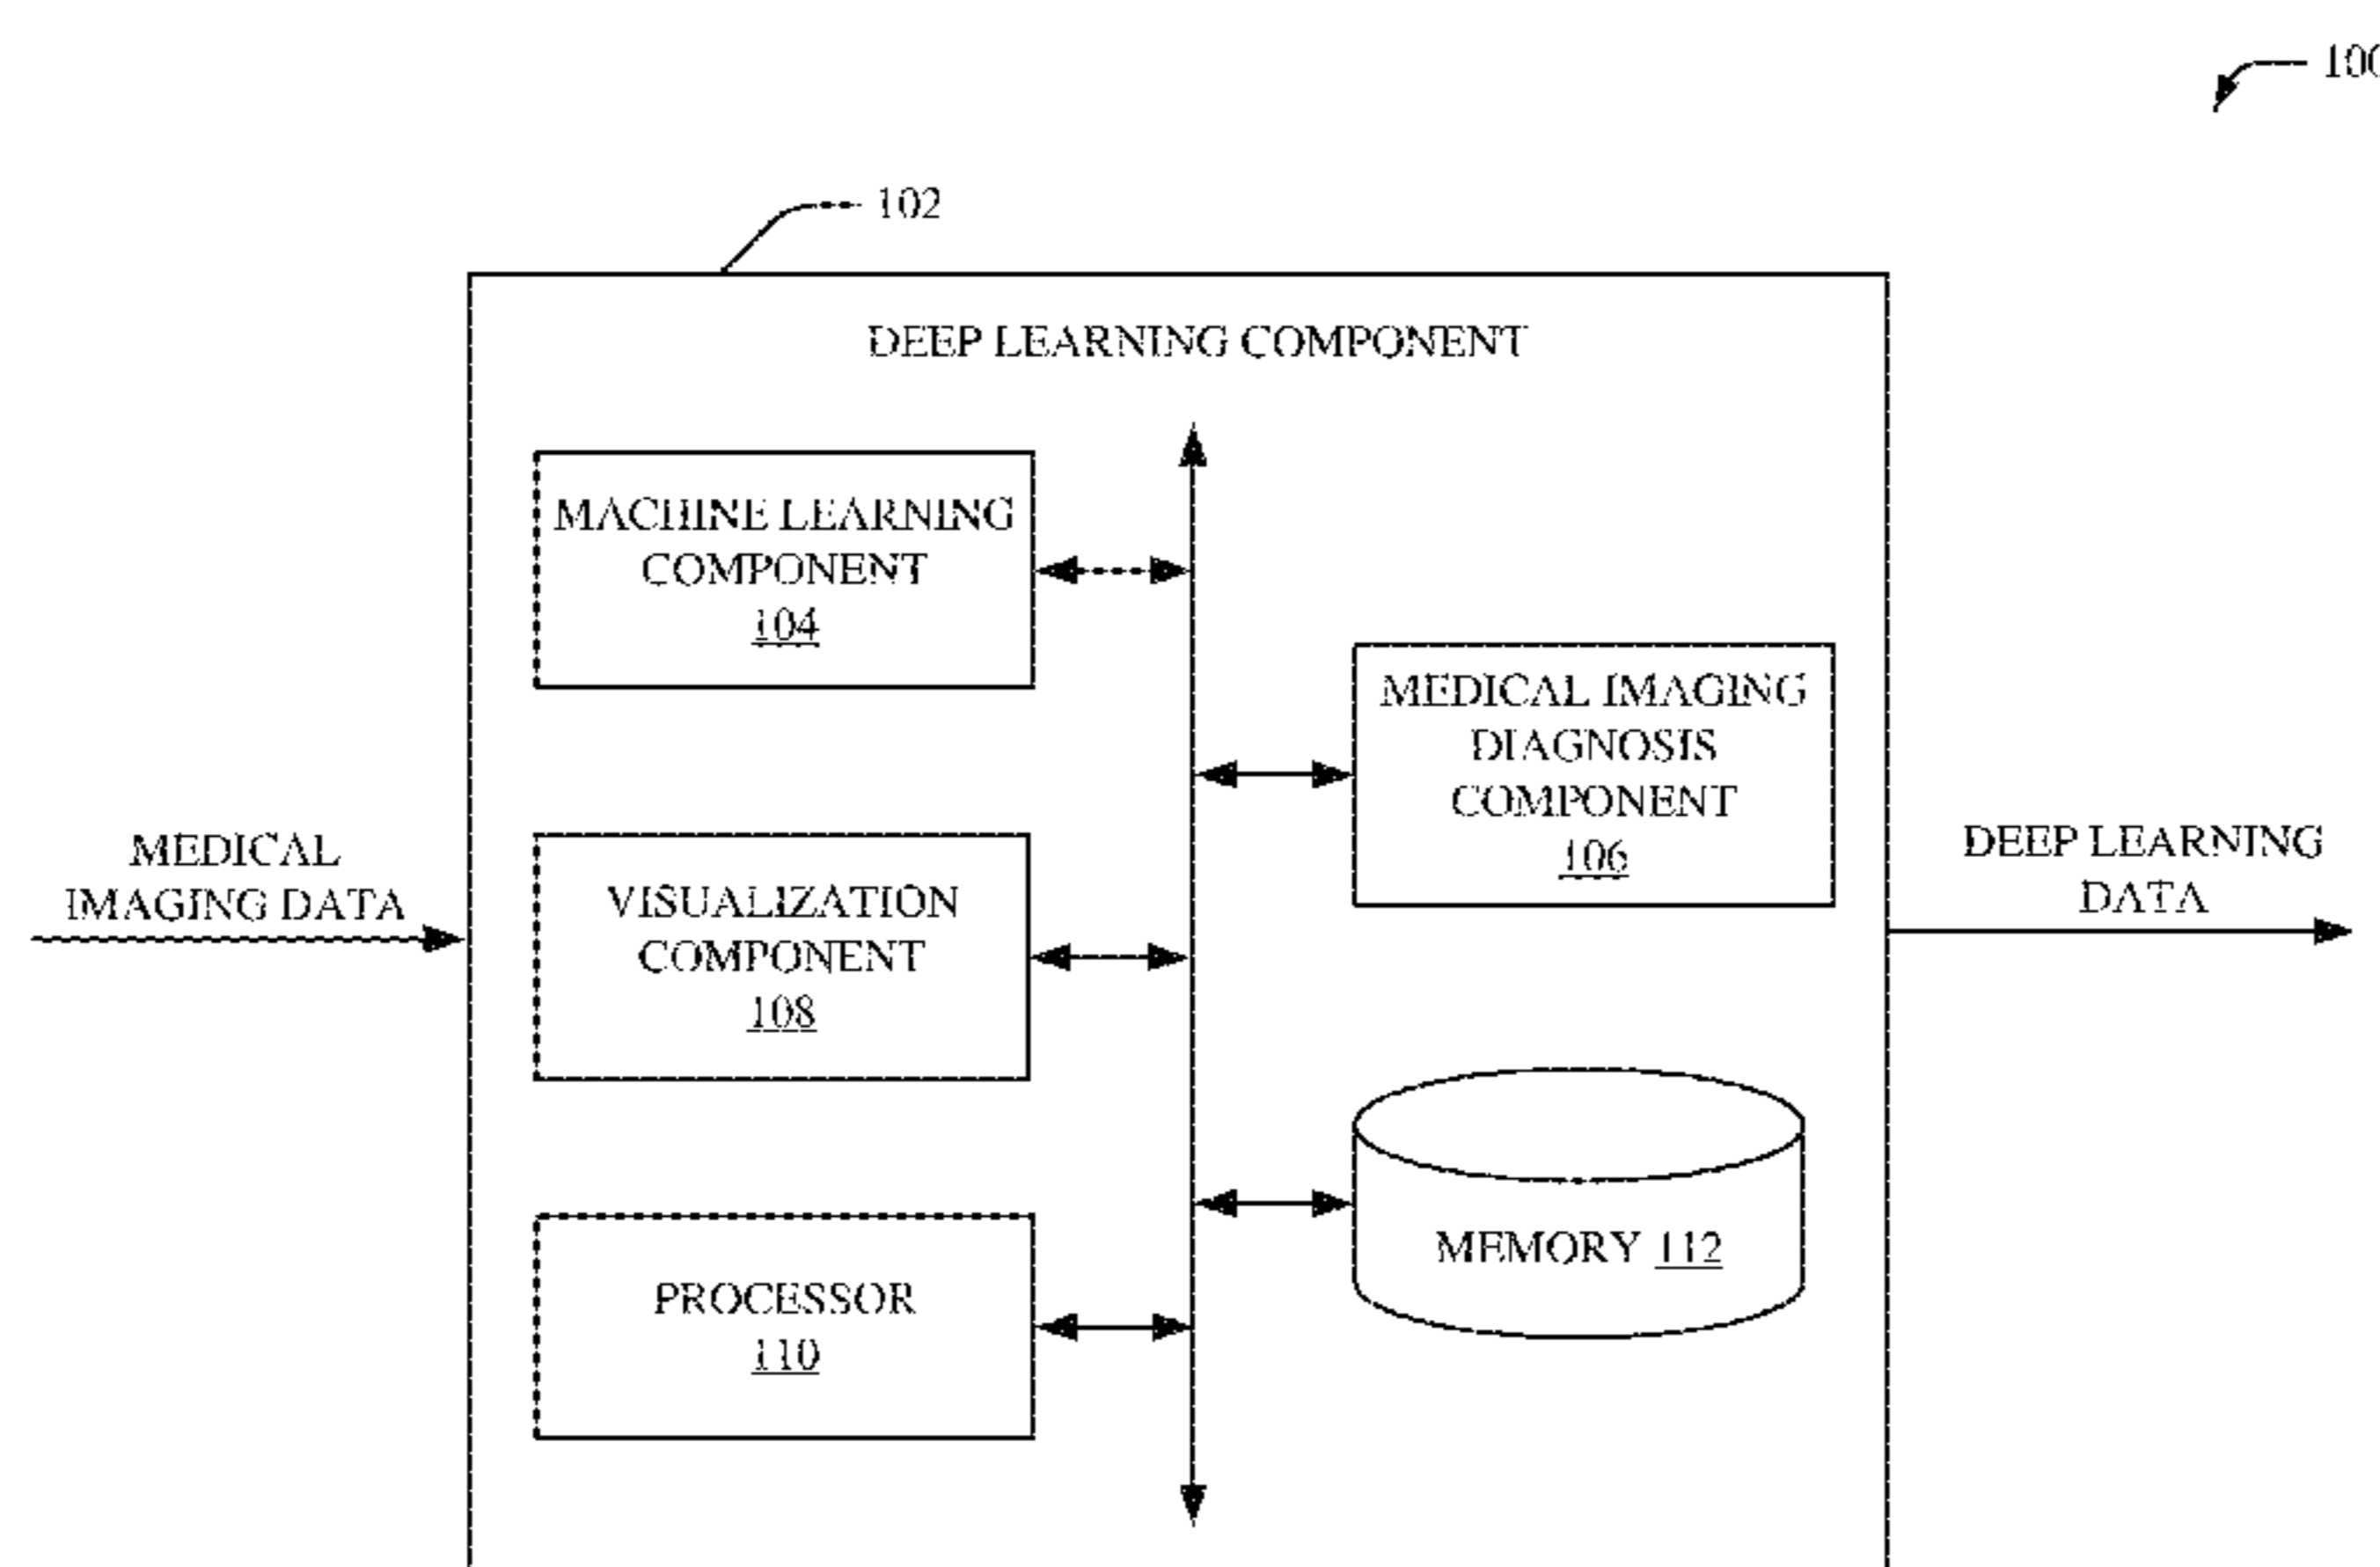 100
102
DEEP LEARNING COMPONENT
MACHINE LEARNING
COMPONENT
104
MEDICAL IMAGING
DIAGNOSIS
COMPONENT
106
MEDICAL
IMAGING DATA
VISUALIZATION
COMPONENT
108
DEEP LEARNING
DATA
PROCESSOR
110
MEMORY 112